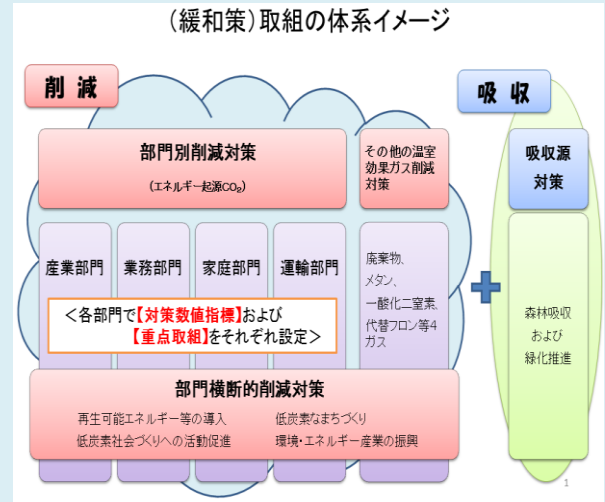 （緩和策）取組の体系イメージ
削 減
吸 収
部門別削減対策
（エネルギー起源CO₂）
その他の温室
効果ガス削減
対策
吸収源
対策
産業部門
業務部門
家庭部門
運輸部門
廃棄物、
メタン、
一酸化二窒素、
代替フロン等4
ガス
＜各部門で【対策数値指標】および
【重点取組】をそれぞれ設定＞
森林吸収
および
緑化推進
部門横断的削減対策
再生可能エネルギー等の導入
低炭素なまちづくり
低炭素社会づくりへの活動促進
環境・エネルギー産業の振興
1